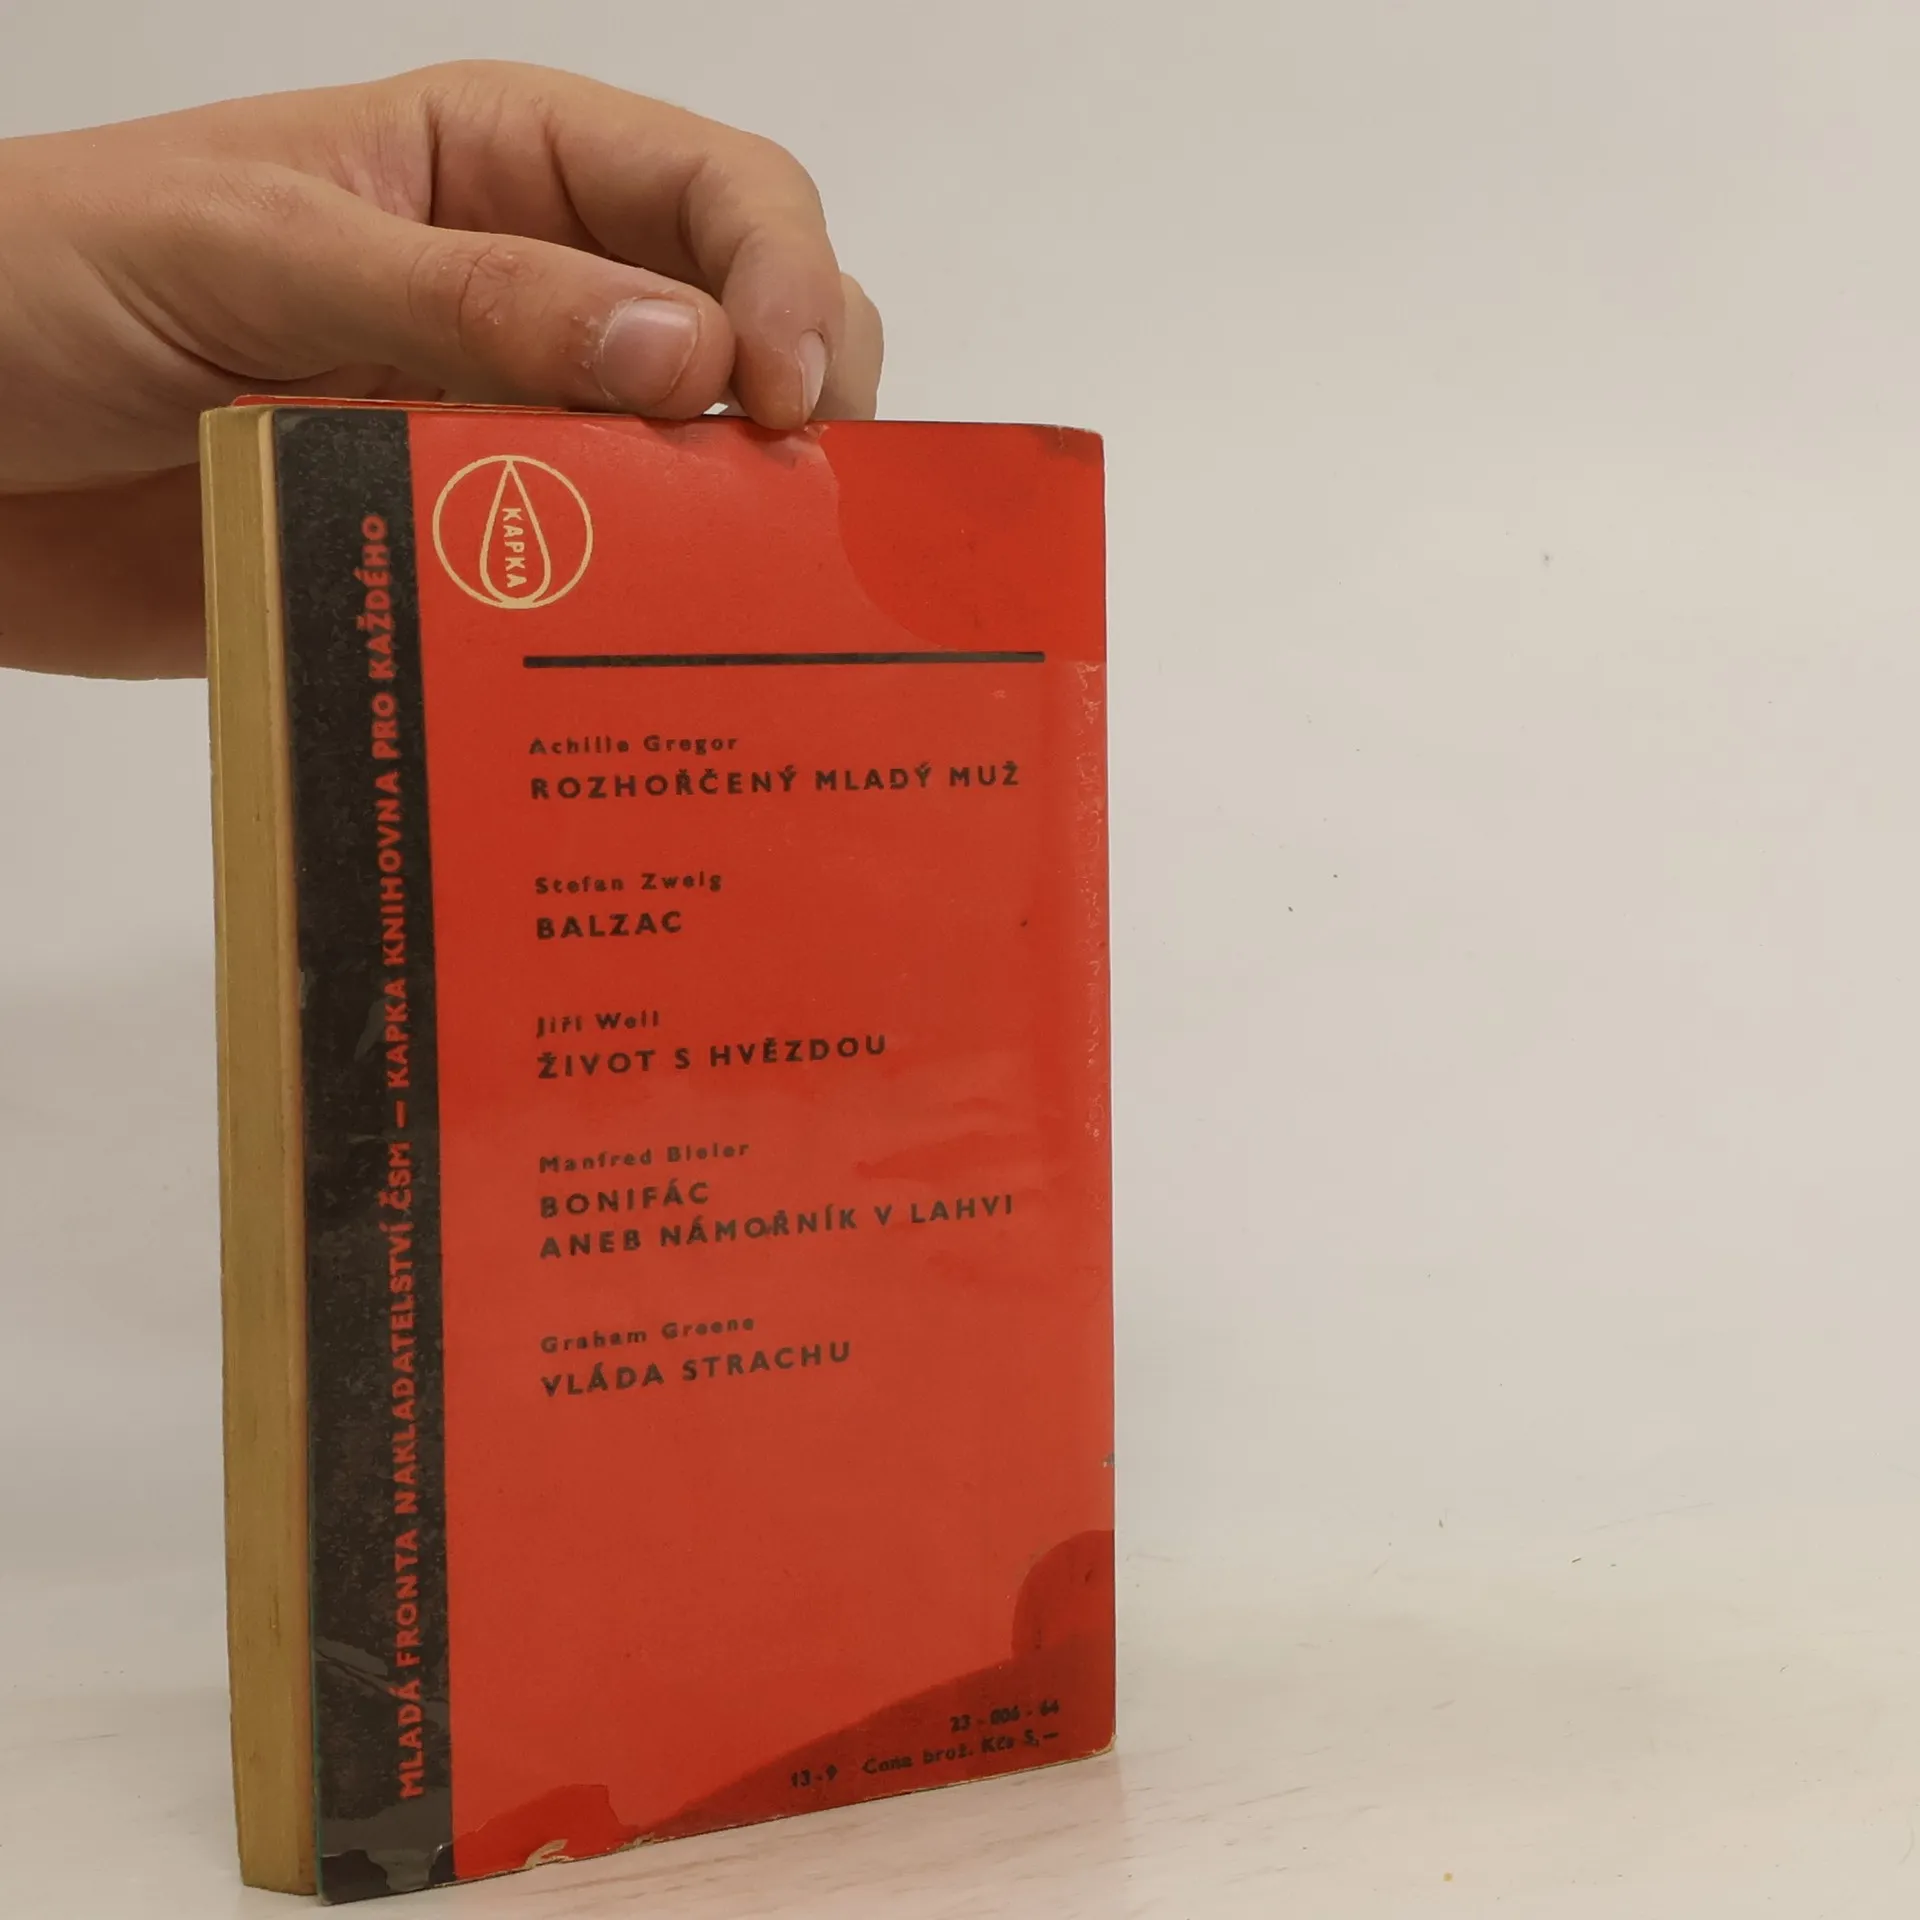 KAPKA
MLADÁ FRONTA NAKLADATELSTVÍ ČSM – KAPKA KNIHOVNA PRO KAŽDÉHO
Achille Gregor
ROZHOŘČENÝ MLADÝ MUŽ
Stefan Zweig
BALZAC
Jiří Weil
ŽIVOT S HVĚZDOU
Manfred Bieler
BONIFÁC
ANEB NÁMOŘNÍK V LAHVI
Graham Greene
VLÁDA STRACHU
23 - 006 - 64
13 - 9 Cena brož. Kčs 5,—